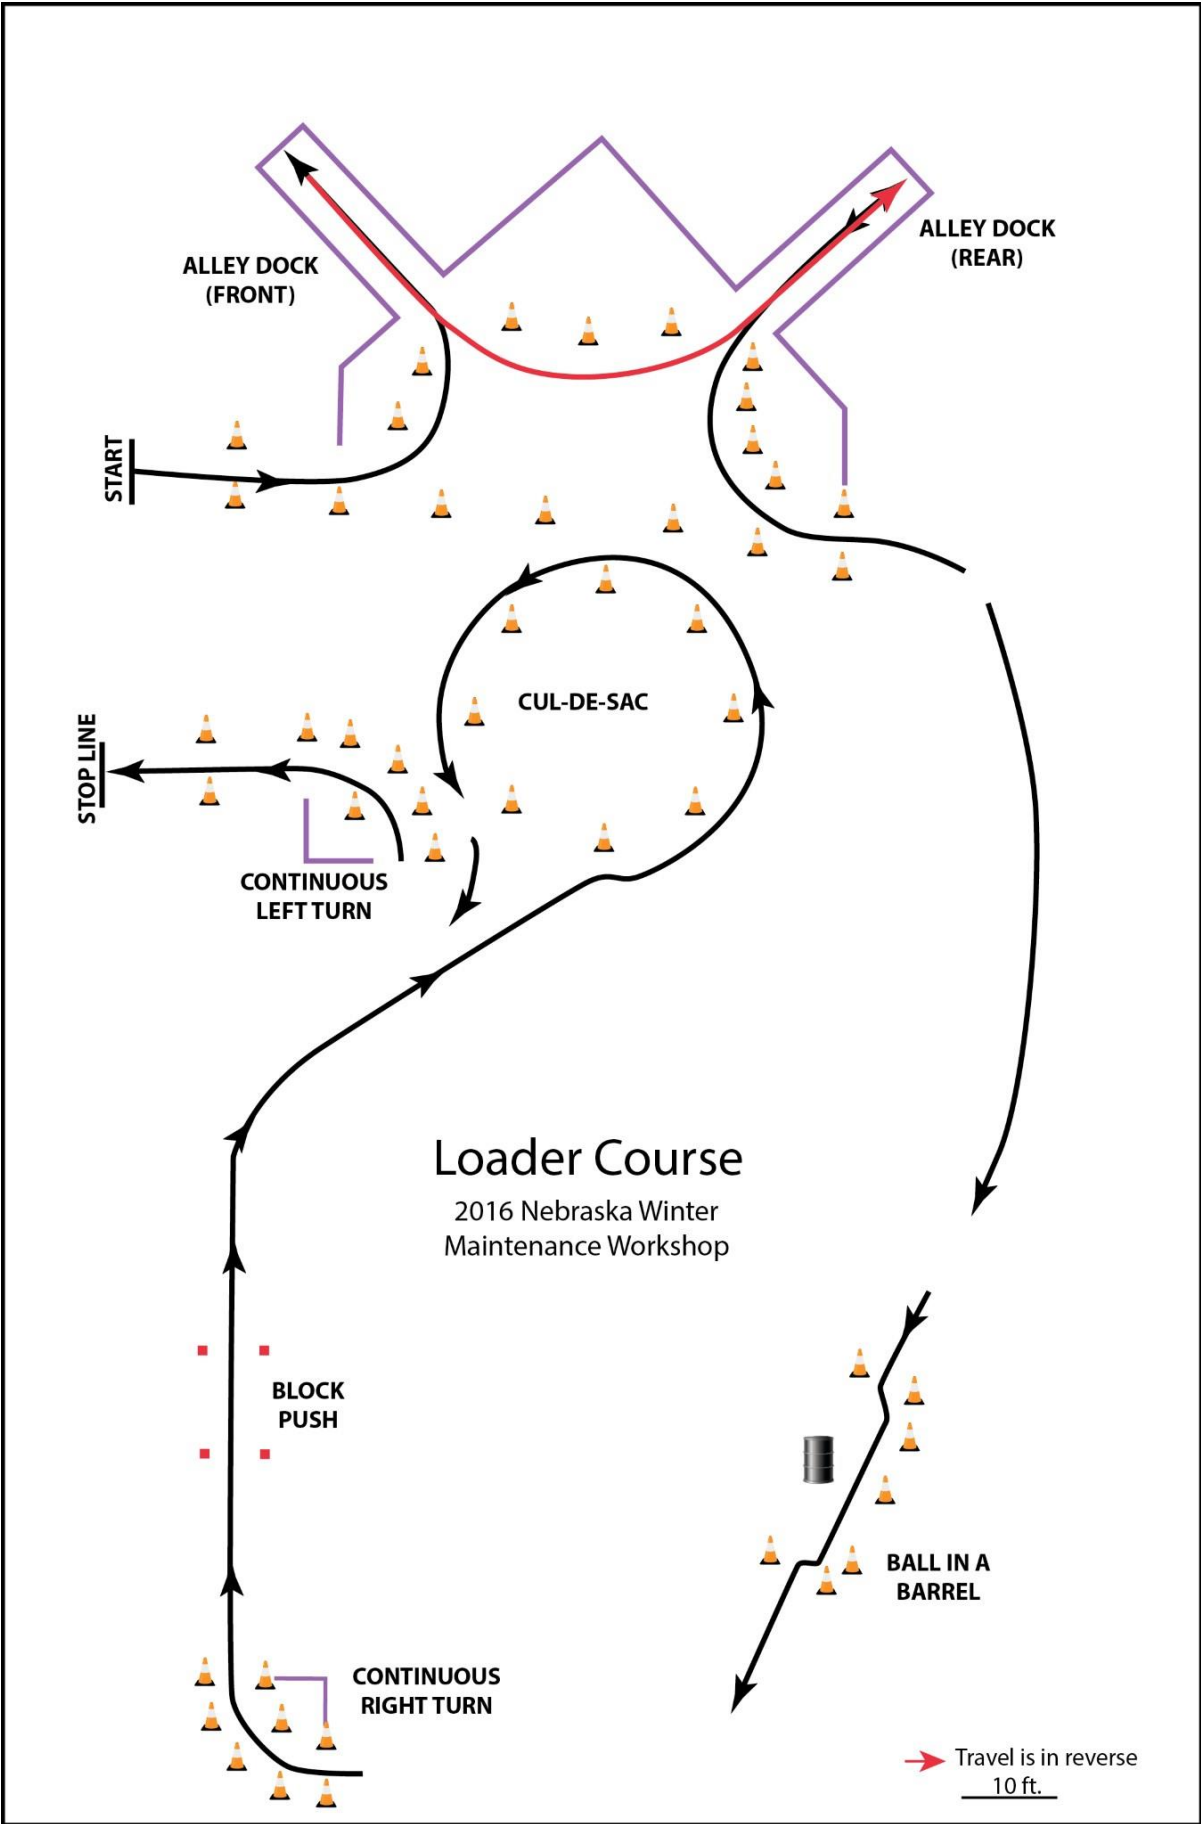 ALLEY DOCK
(FRONT)
ALLEY DOCK
(REAR)
START
CUL-DE-SAC
STOP LINE
CONTINUOUS
LEFT TURN
Loader Course
2016 Nebraska Winter
Maintenance Workshop
BLOCK
PUSH
BALL IN A
BARREL
CONTINUOUS
RIGHT TURN
Travel is in reverse
10 ft.